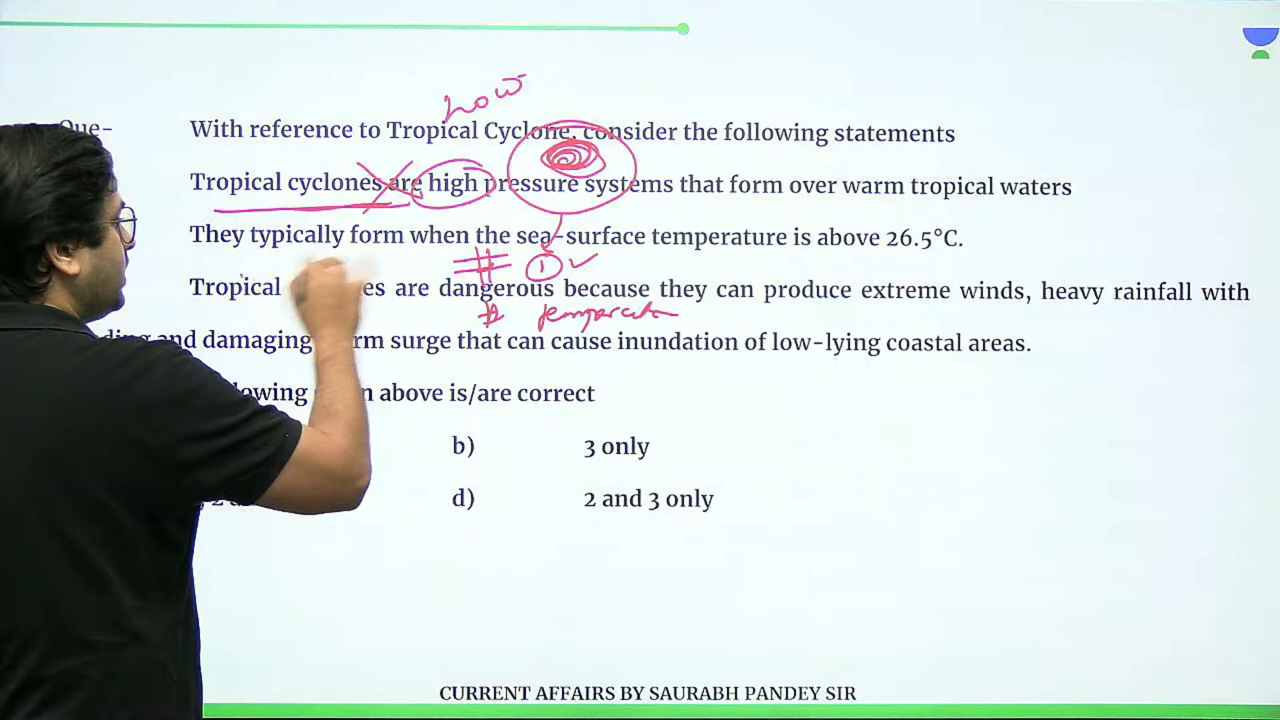 Que-
With reference to Tropical Cyclone, consider the following statements
Low
Tropical cyclones are high pressure systems that form over warm tropical waters
They typically form when the sea-surface temperature is above 26.5°C.
1
Tropical are dangerous because they can produce extreme winds, heavy rainfall with
and damaging surge that can cause inundation of low-lying coastal areas.
above is/are correct
b) 3 only
2
d) 2 and 3 only
CURRENT AFFAIRS BY SAURABH PANDEY SIR